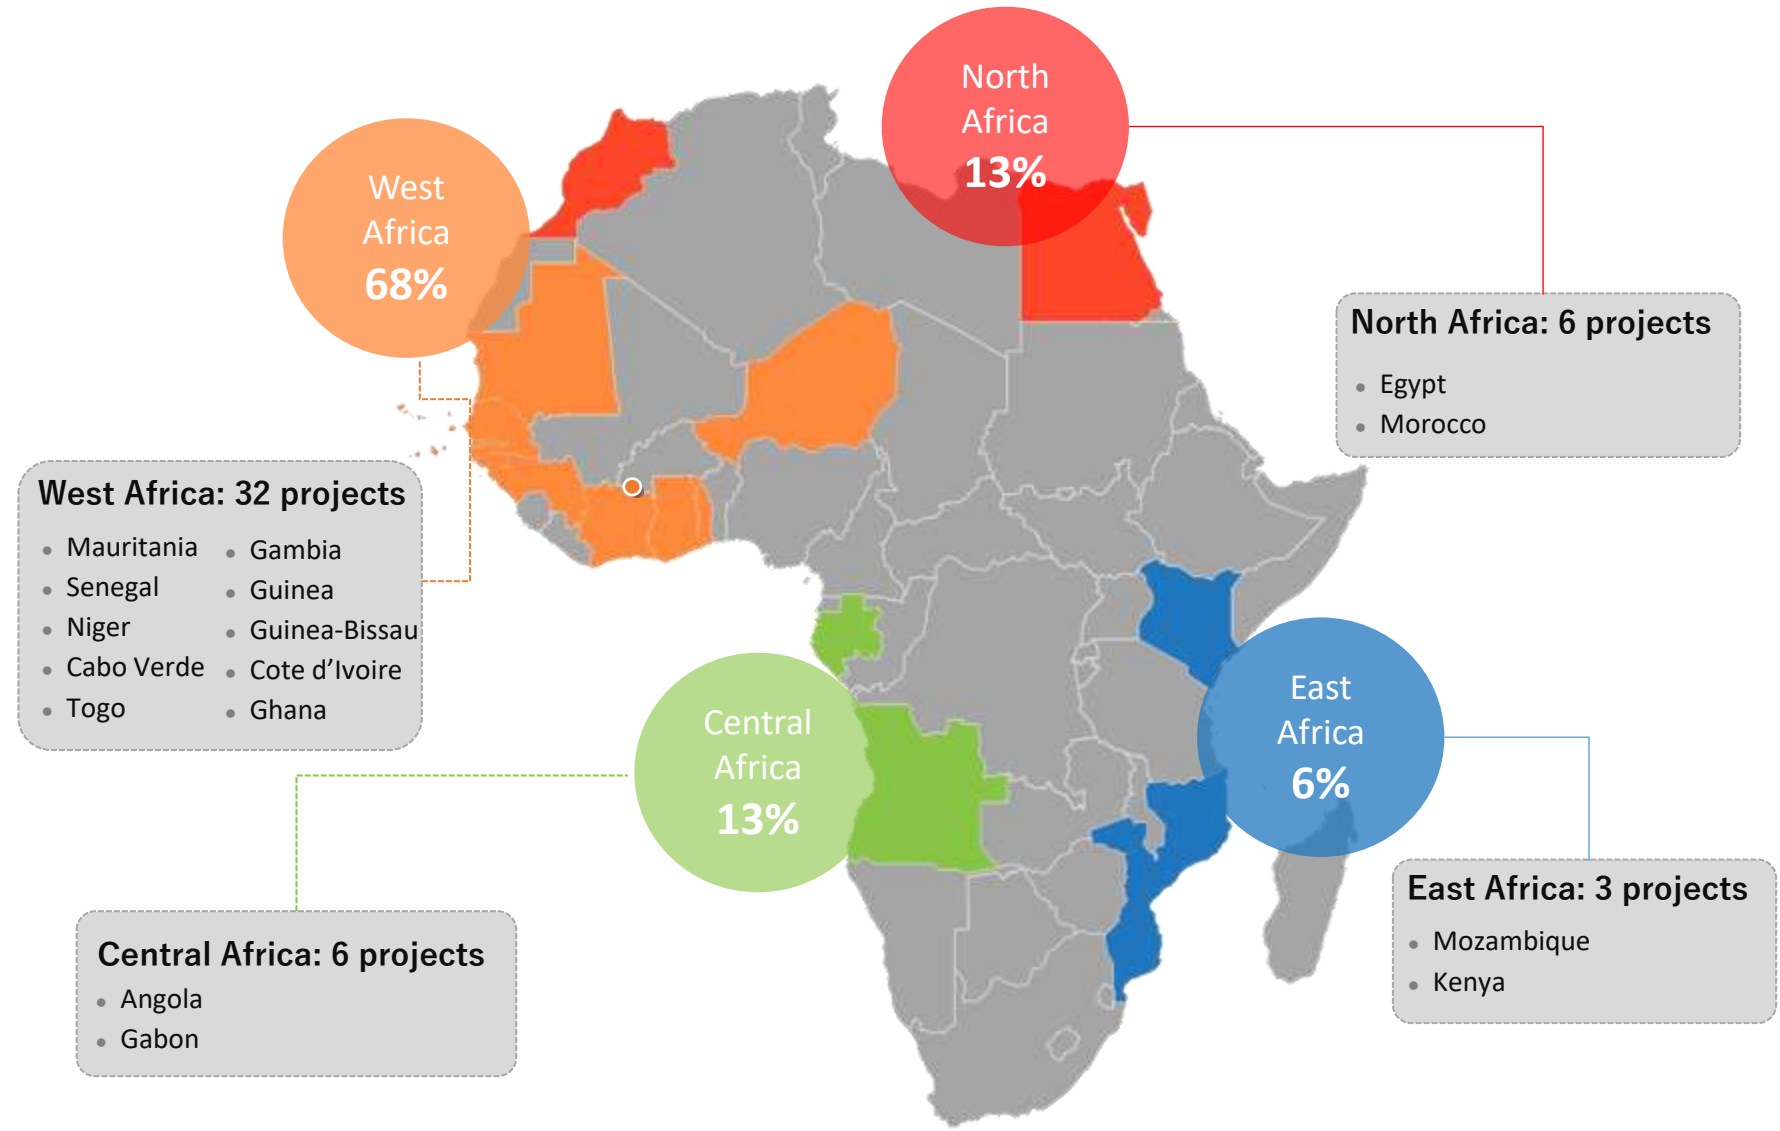 North
Africa
13%
West
Africa
68%
North Africa: 6 projects
• Egypt
• Morocco
West Africa: 32 projects
• Mauritania
• Senegal
• Niger
• Cabo Verde
• Togo
• Gambia
• Guinea
• Guinea-Bissau
• Cote d’Ivoire
• Ghana
Central
Africa
13%
East
Africa
6%
East Africa: 3 projects
• Mozambique
• Kenya
Central Africa: 6 projects
• Angola
• Gabon